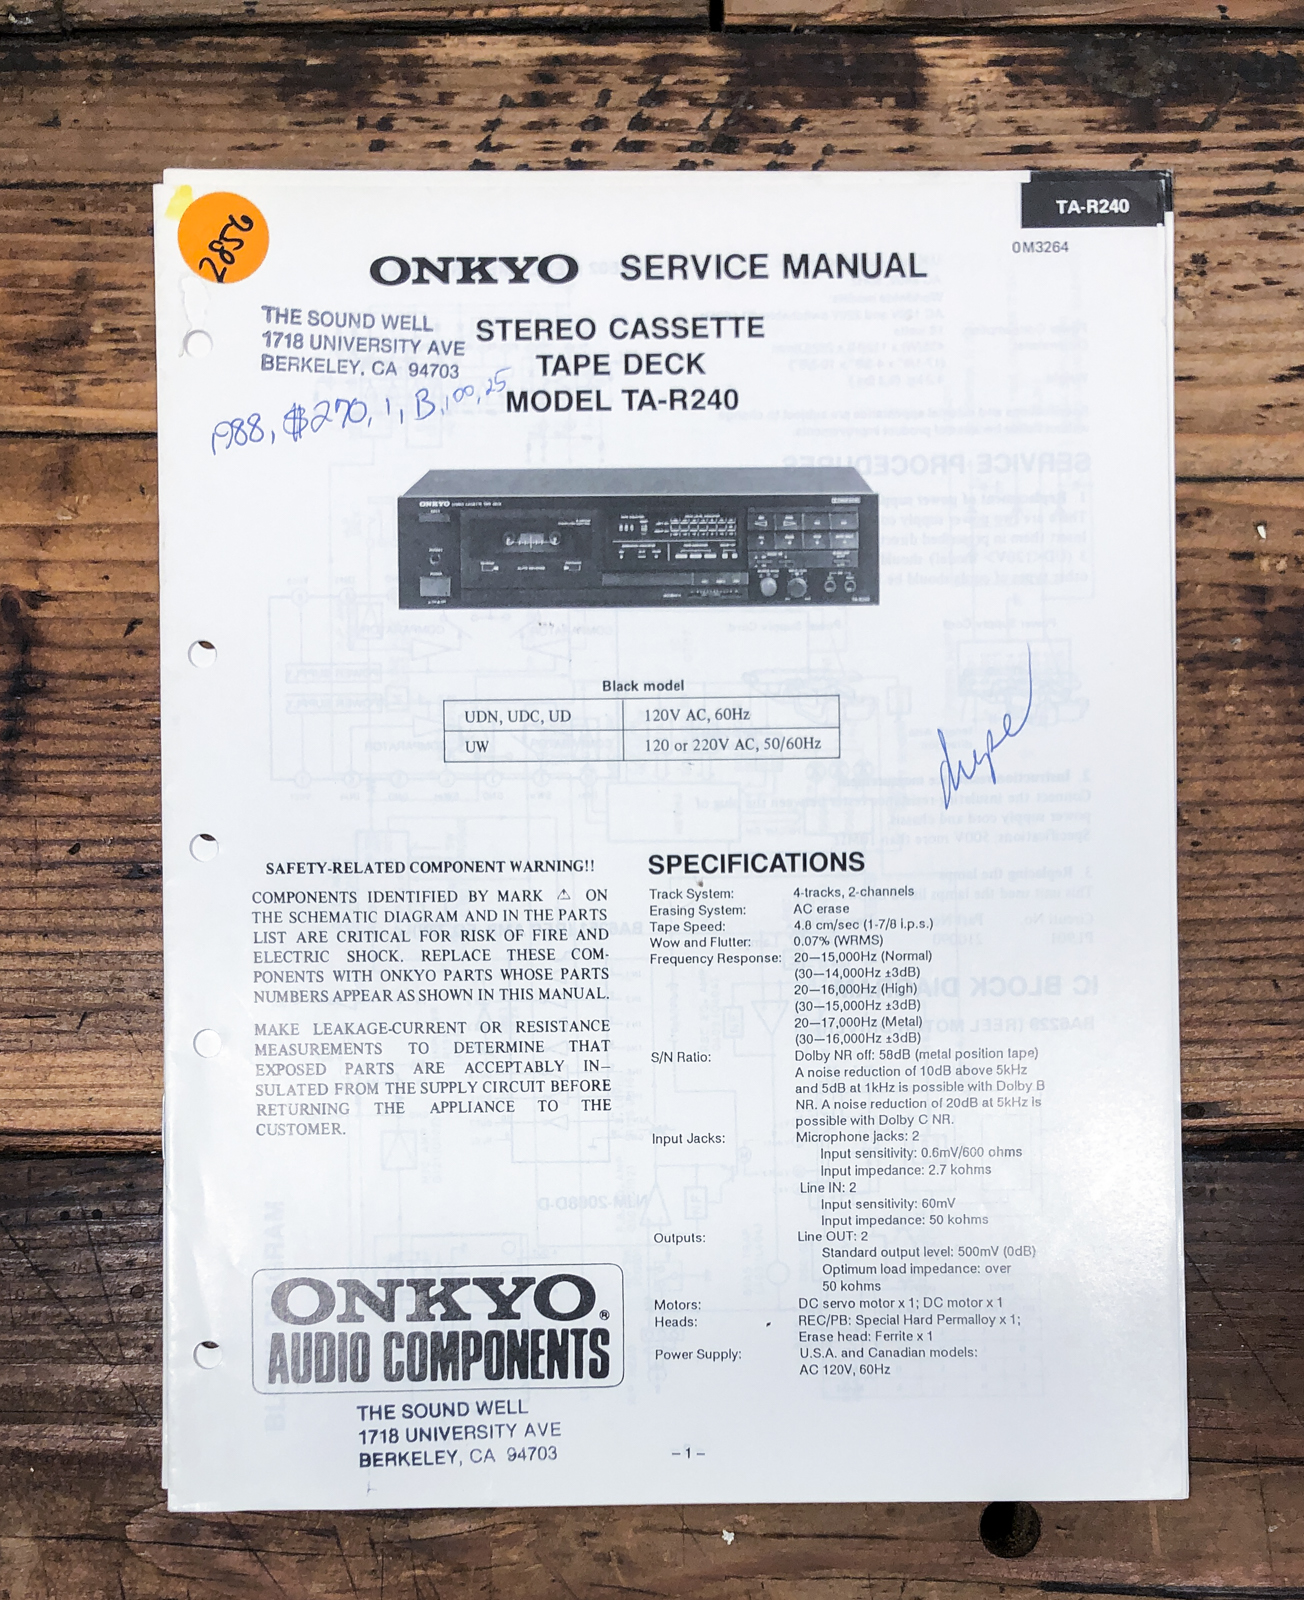 TA-R240
OM3264
2856
ONKYO SERVICE MANUAL
THE SOUND WELL
1718 UNIVERSITY AVE
BERKELEY, CA 94703
STEREO CASSETTE
TAPE DECK
MODEL TA-R240
1988, $270, 1, B, 100, 25
ONKYO STEREO CASSETTE TAPE DECK
TA-R240
Black model
UDN, UDC, UD 120V AC, 60Hz
UW 120 or 220V AC, 50/60Hz
dupe
SAFETY-RELATED COMPONENT WARNING!!
COMPONENTS IDENTIFIED BY MARK ⚠ ON
THE SCHEMATIC DIAGRAM AND IN THE PARTS
LIST ARE CRITICAL FOR RISK OF FIRE AND
ELECTRIC SHOCK. REPLACE THESE COM-
PONENTS WITH ONKYO PARTS WHOSE PARTS
NUMBERS APPEAR AS SHOWN IN THIS MANUAL.
MAKE LEAKAGE-CURRENT OR RESISTANCE
MEASUREMENTS TO DETERMINE THAT
EXPOSED PARTS ARE ACCEPTABLY IN-
SULATED FROM THE SUPPLY CIRCUIT BEFORE
RETURNING THE APPLIANCE TO THE
CUSTOMER.
SPECIFICATIONS
Track System: 4-tracks, 2-channels
Erasing System: AC erase
Tape Speed: 4.8 cm/sec (1-7/8 i.p.s.)
Wow and Flutter: 0.07% (WRMS)
Frequency Response: 20—15,000Hz (Normal)
(30—14,000Hz ±3dB)
20—16,000Hz (High)
(30—15,000Hz ±3dB)
20—17,000Hz (Metal)
(30—16,000Hz ±3dB)
S/N Ratio: Dolby NR off: 58dB (metal position tape)
A noise reduction of 10dB above 5kHz
and 5dB at 1kHz is possible with Dolby B
NR. A noise reduction of 20dB at 5kHz is
possible with Dolby C NR.
Input Jacks: Microphone jacks: 2
Input sensitivity: 0.6mV/600 ohms
Input impedance: 2.7 kohms
Line IN: 2
Input sensitivity: 60mV
Input impedance: 50 kohms
Outputs: Line OUT: 2
Standard output level: 500mV (0dB)
Optimum load impedance: over
50 kohms
Motors: DC servo motor x 1; DC motor x 1
Heads: REC/PB: Special Hard Permalloy x 1;
Erase head: Ferrite x 1
Power Supply: U.S.A. and Canadian models:
AC 120V, 60Hz
ONKYO®
AUDIO COMPONENTS
THE SOUND WELL
1718 UNIVERSITY AVE
BERKELEY, CA 94703
– 1 –